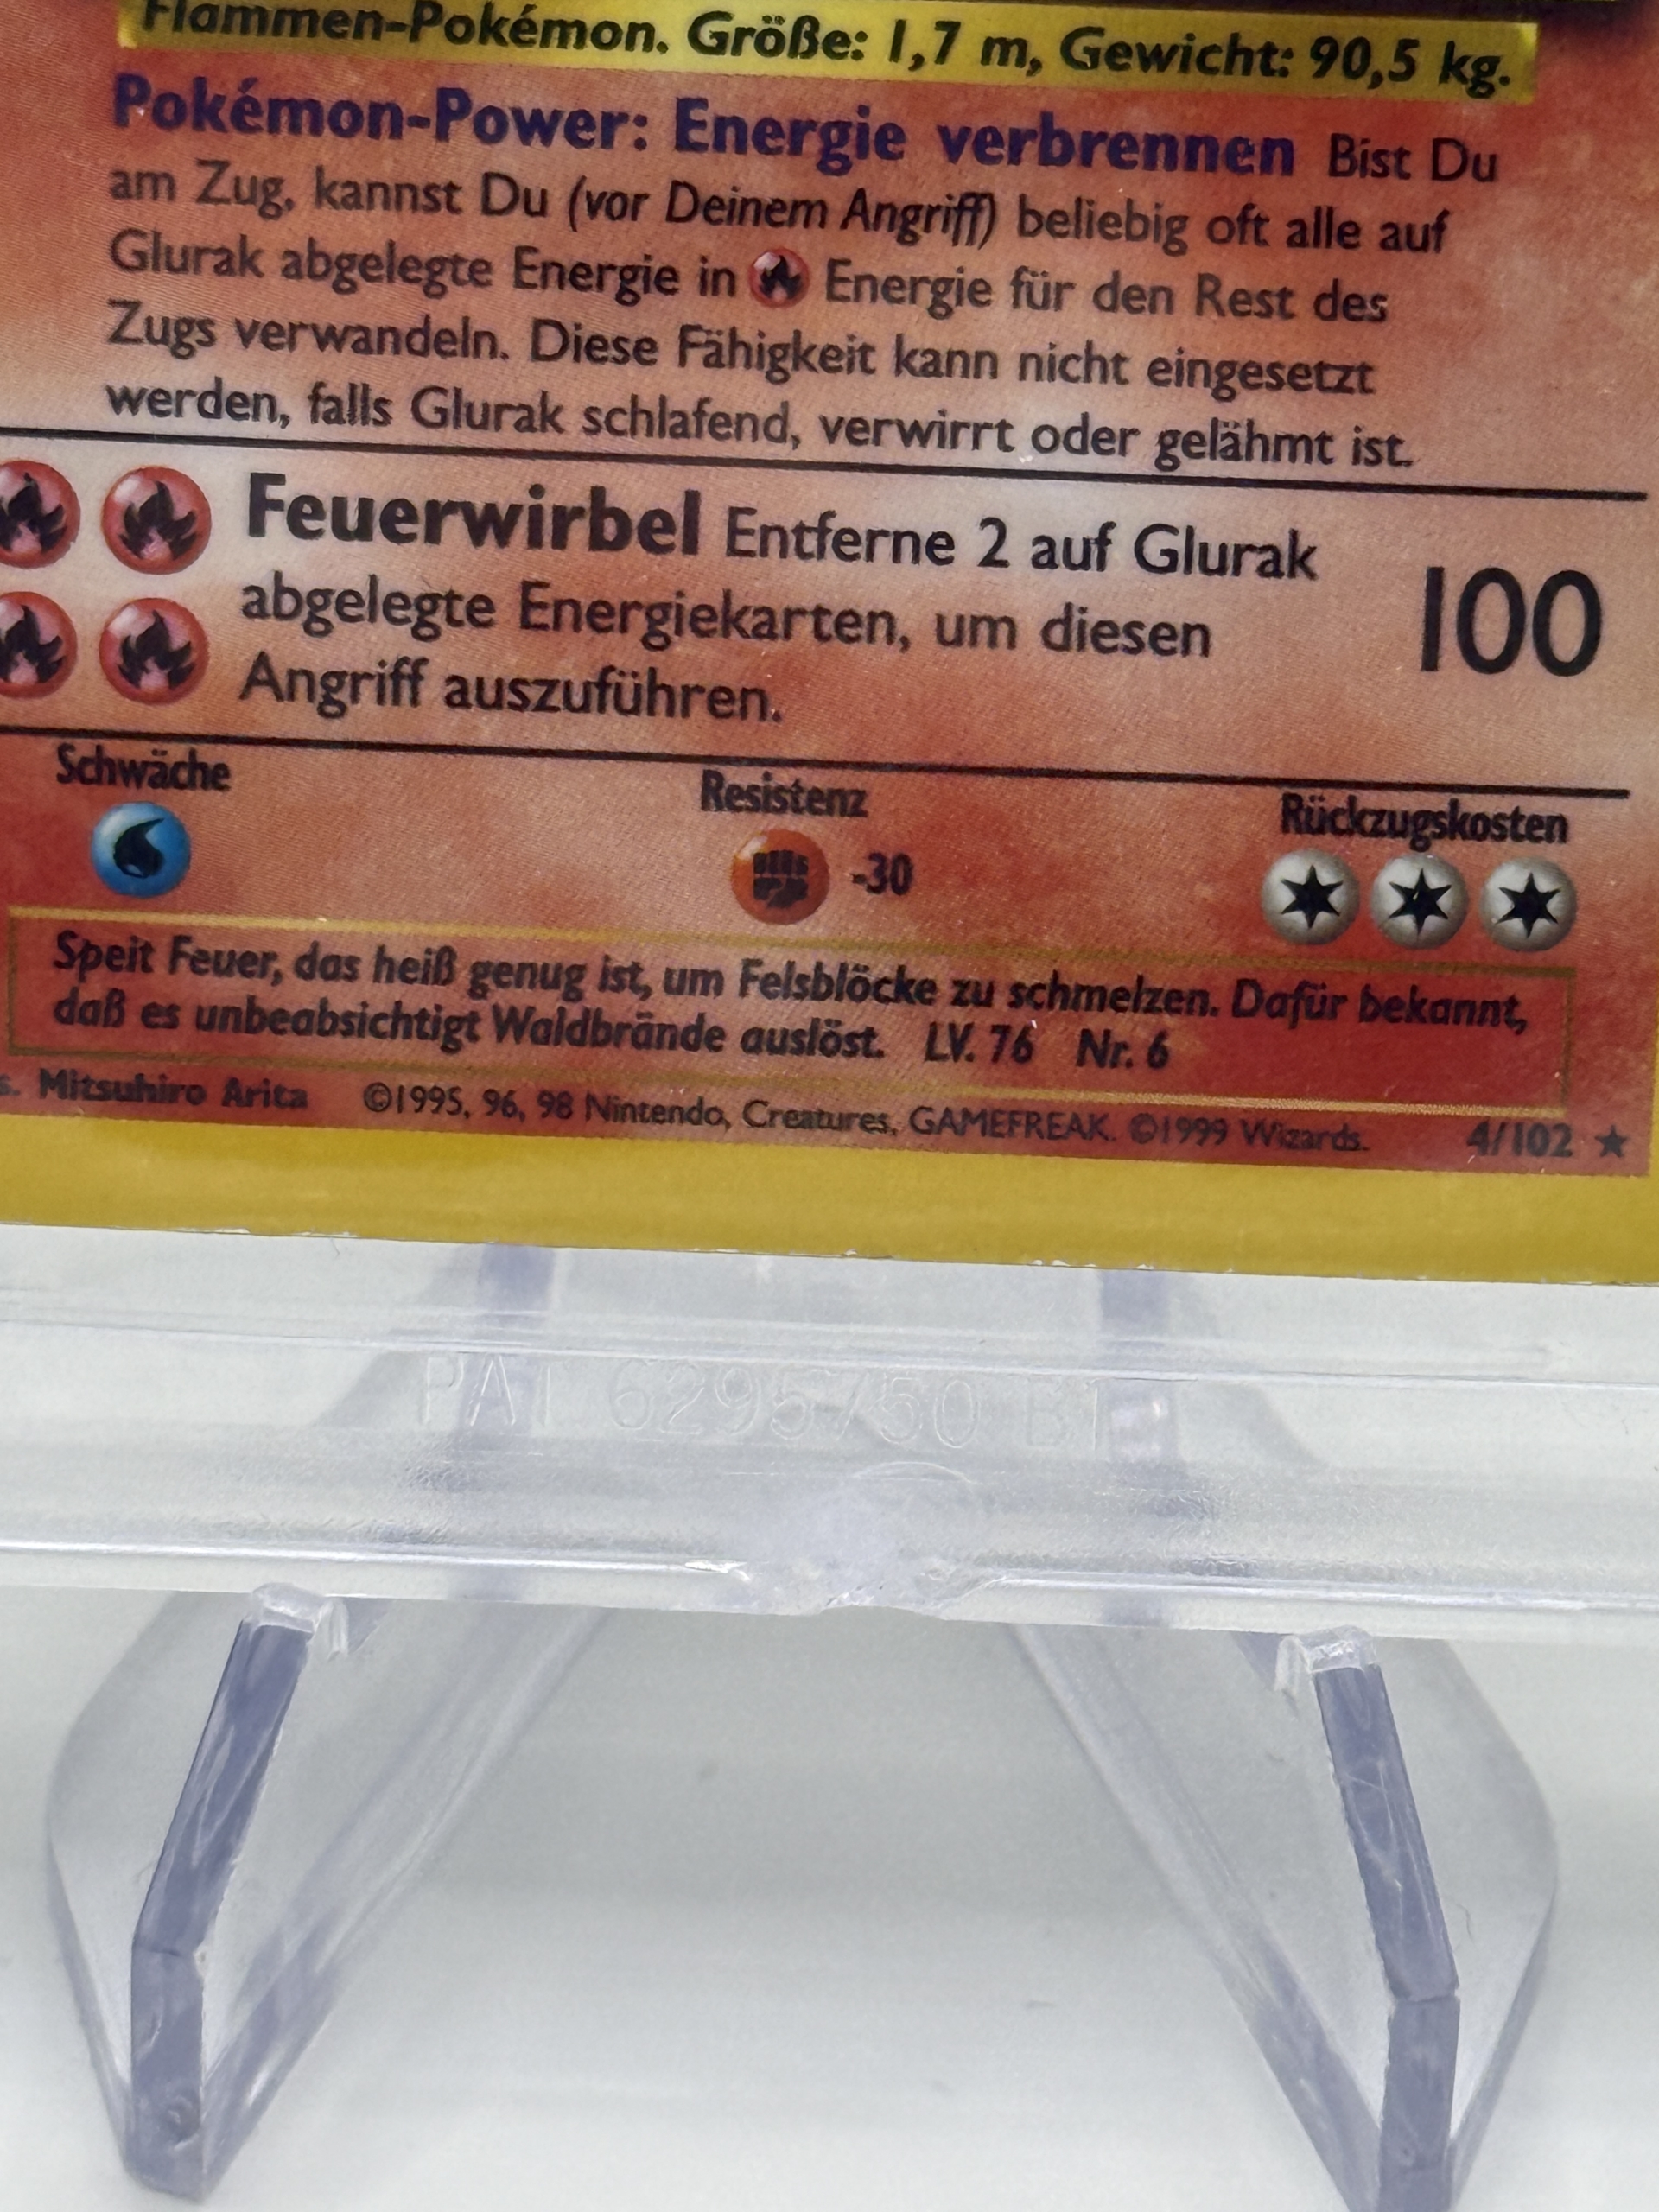 Flammen-Pokémon. Größe: 1,7 m, Gewicht: 90,5 kg.
Pokémon-Power: Energie verbrennen Bist Du
am Zug, kannst Du (vor Deinem Angriff) beliebig oft alle auf
Glurak abgelegte Energie in Energie für den Rest des
Zugs verwandeln. Diese Fähigkeit kann nicht eingesetzt
werden, falls Glurak schlafend, verwirrt oder gelähmt ist.
Feuerwirbel Entferne 2 auf Glurak
abgelegte Energiekarten, um diesen
Angriff auszuführen.
100
Schwäche
Resistenz
-30
Rückzugskosten
Speit Feuer, das heiß genug ist, um Felsblöcke zu schmelzen. Dafür bekannt,
daß es unbeabsichtigt Waldbrände auslöst. LV. 76 Nr. 6
s. Mitsuhiro Arita ©1995, 96, 98 Nintendo, Creatures, GAMEFREAK. ©1999 Wizards. 4/102 ★
PAT 6295750 B1